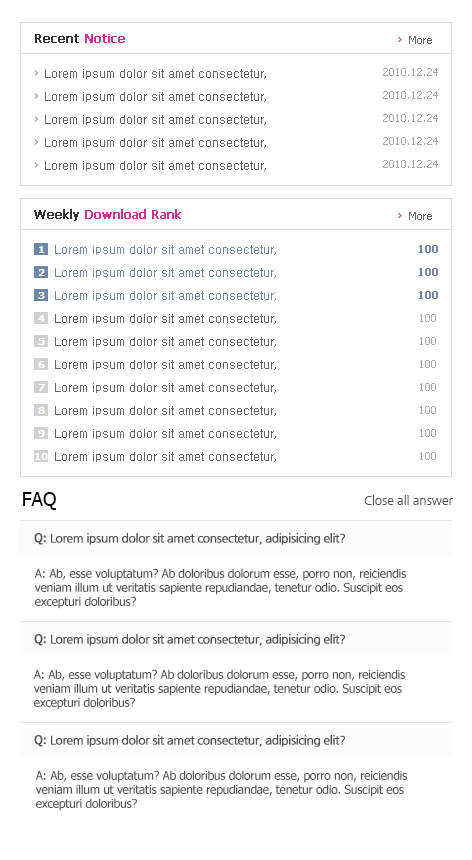 Recent Notice
› More
› Lorem ipsum dolor sit amet consectetur, 2010.12.24
› Lorem ipsum dolor sit amet consectetur, 2010.12.24
› Lorem ipsum dolor sit amet consectetur, 2010.12.24
› Lorem ipsum dolor sit amet consectetur, 2010.12.24
› Lorem ipsum dolor sit amet consectetur, 2010.12.24
Weekly Download Rank
› More
1 Lorem ipsum dolor sit amet consectetur, 100
2 Lorem ipsum dolor sit amet consectetur, 100
3 Lorem ipsum dolor sit amet consectetur, 100
4 Lorem ipsum dolor sit amet consectetur, 100
5 Lorem ipsum dolor sit amet consectetur, 100
6 Lorem ipsum dolor sit amet consectetur, 100
7 Lorem ipsum dolor sit amet consectetur, 100
8 Lorem ipsum dolor sit amet consectetur, 100
9 Lorem ipsum dolor sit amet consectetur, 100
10 Lorem ipsum dolor sit amet consectetur, 100
FAQ
Close all answer
Q: Lorem ipsum dolor sit amet consectetur, adipisicing elit?
A: Ab, esse voluptatum? Ab doloribus dolorum esse, porro non, reiciendis
veniam illum ut veritatis sapiente repudiandae, tenetur odio. Suscipit eos
excepturi doloribus?
Q: Lorem ipsum dolor sit amet consectetur, adipisicing elit?
A: Ab, esse voluptatum? Ab doloribus dolorum esse, porro non, reiciendis
veniam illum ut veritatis sapiente repudiandae, tenetur odio. Suscipit eos
excepturi doloribus?
Q: Lorem ipsum dolor sit amet consectetur, adipisicing elit?
A: Ab, esse voluptatum? Ab doloribus dolorum esse, porro non, reiciendis
veniam illum ut veritatis sapiente repudiandae, tenetur odio. Suscipit eos
excepturi doloribus?